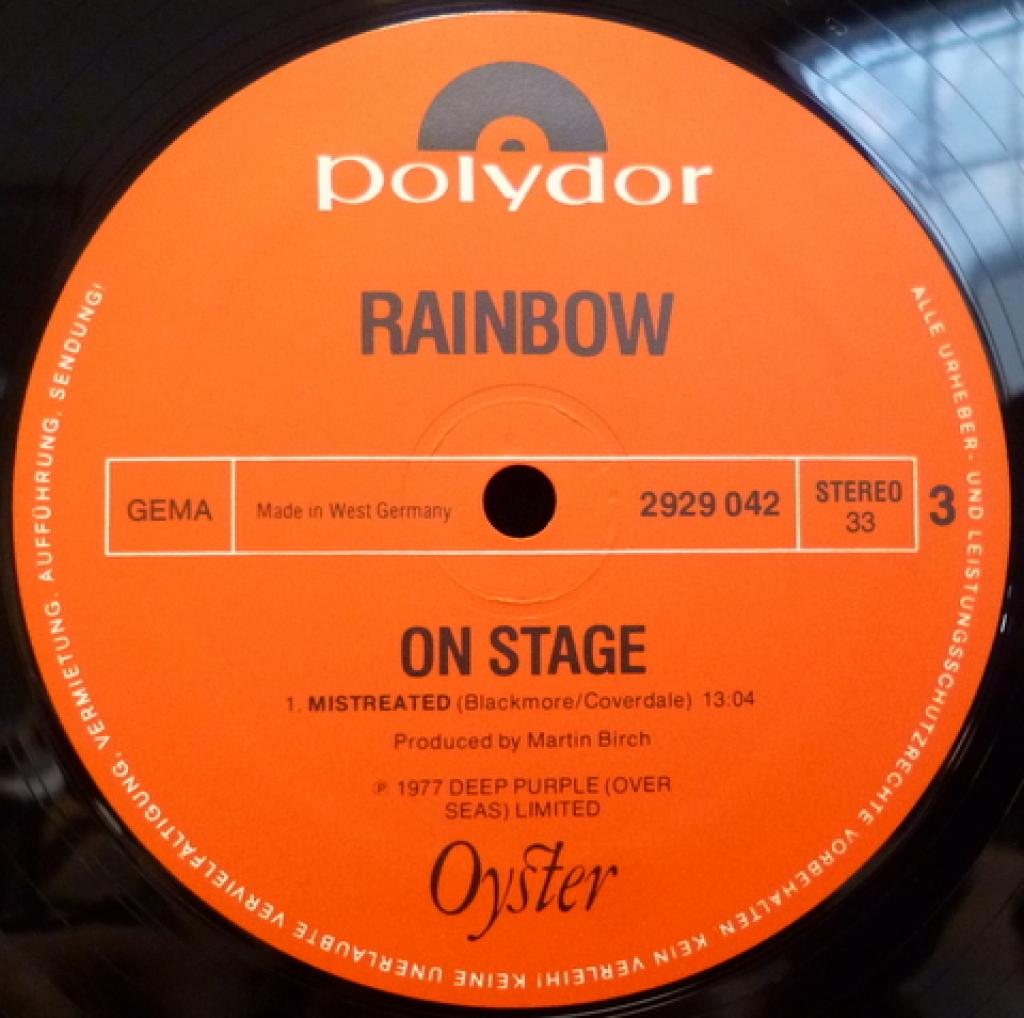 polydor
RAINBOW
GEMA
Made in West Germany
2929 042
STEREO
33
3
ON STAGE
1. MISTREATED (Blackmore/Coverdale) 13:04
Produced by Martin Birch
℗ 1977 DEEP PURPLE (OVER
SEAS) LIMITED
Oyster
ALLE URHEBER- UND LEISTUNGSSCHUTZRECHTE VORBEHALTEN. KEIN VERLEIH! KEINE UNERLAUBTE VERVIELFÄLTIGUNG, VERMIETUNG. AUFFÜHRUNG. SENDUNG!